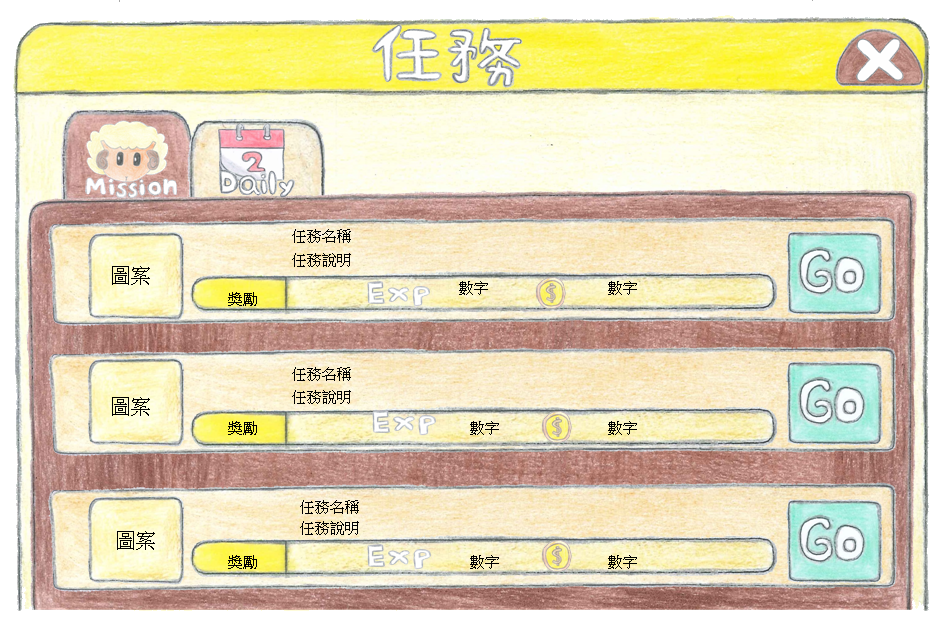 任務
Mission
2
Daily
任務名稱
任務說明
圖案
獎勵 Exp 數字 $ 數字
Go
任務名稱
任務說明
圖案
獎勵 Exp 數字 $ 數字
Go
任務名稱
任務說明
圖案
獎勵 Exp 數字 $ 數字
Go